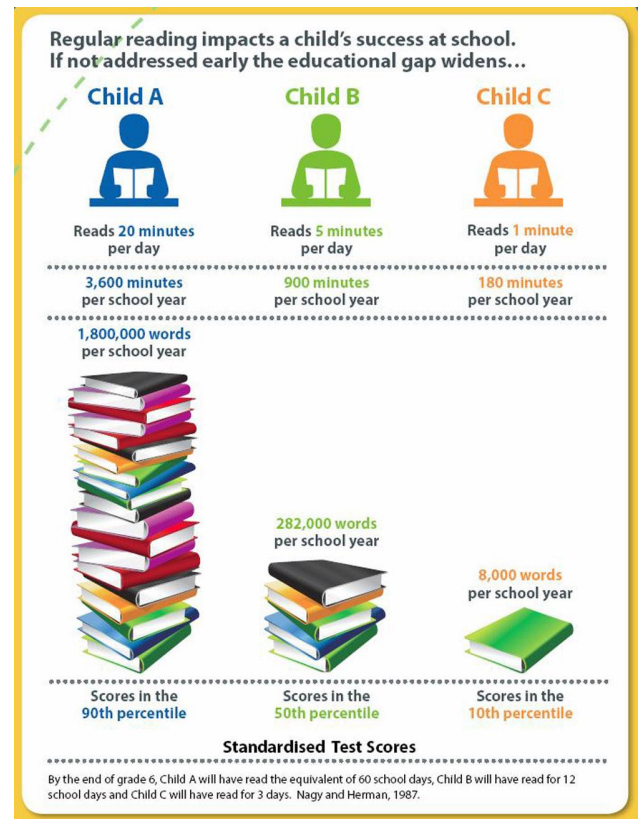 Regular reading impacts a child's success at school.
If not addressed early the educational gap widens...
Child A
Child B
Child C
Reads 20 minutes
per day
Reads 5 minutes
per day
Reads 1 minute
per day
3,600 minutes
per school year
900 minutes
per school year
180 minutes
per school year
1,800,000 words
per school year
282,000 words
per school year
8,000 words
per school year
Scores in the
90th percentile
Scores in the
50th percentile
Scores in the
10th percentile
Standardised Test Scores
By the end of grade 6, Child A will have read the equivalent of 60 school days, Child B will have read for 12
school days and Child C will have read for 3 days. Nagy and Herman, 1987.